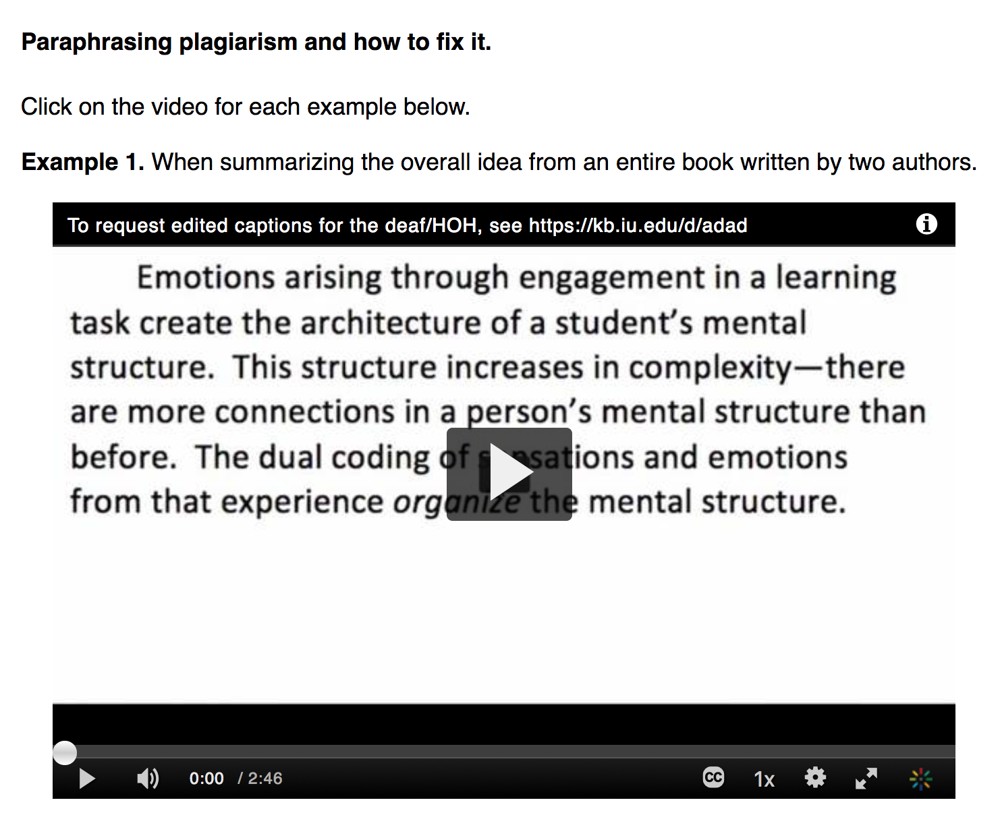 Paraphrasing plagiarism and how to fix it.
Click on the video for each example below.
Example 1. When summarizing the overall idea from an entire book written by two authors.
To request edited captions for the deaf/HOH, see https://kb.iu.edu/d/adad
Emotions arising through engagement in a learning
task create the architecture of a student's mental
structure.  This structure increases in complexity—there
are more connections in a person's mental structure than
before.  The dual coding of sensations and emotions
from that experience organize the mental structure.
0:00 / 2:46 CC 1x